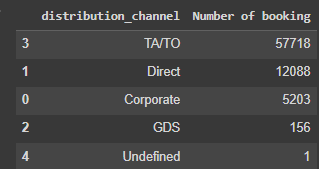 distribution_channel Number of booking
3 TA/TO 57718
1 Direct 12088
0 Corporate 5203
2 GDS 156
4 Undefined 1